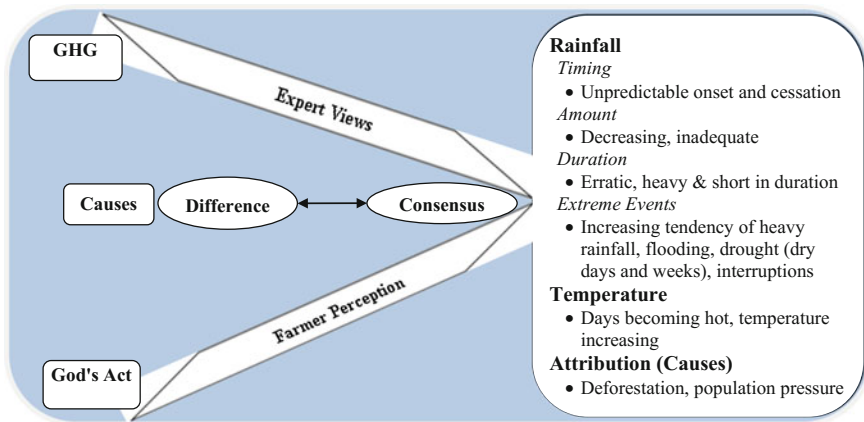 GHG
Expert Views
Causes
Difference
Consensus
Farmer Perception
God's Act
Rainfall
Timing
• Unpredictable onset and cessation
Amount
• Decreasing, inadequate
Duration
• Erratic, heavy & short in duration
Extreme Events
• Increasing tendency of heavy
rainfall, flooding, drought (dry
days and weeks), interruptions
Temperature
• Days becoming hot, temperature
increasing
Attribution (Causes)
• Deforestation, population pressure